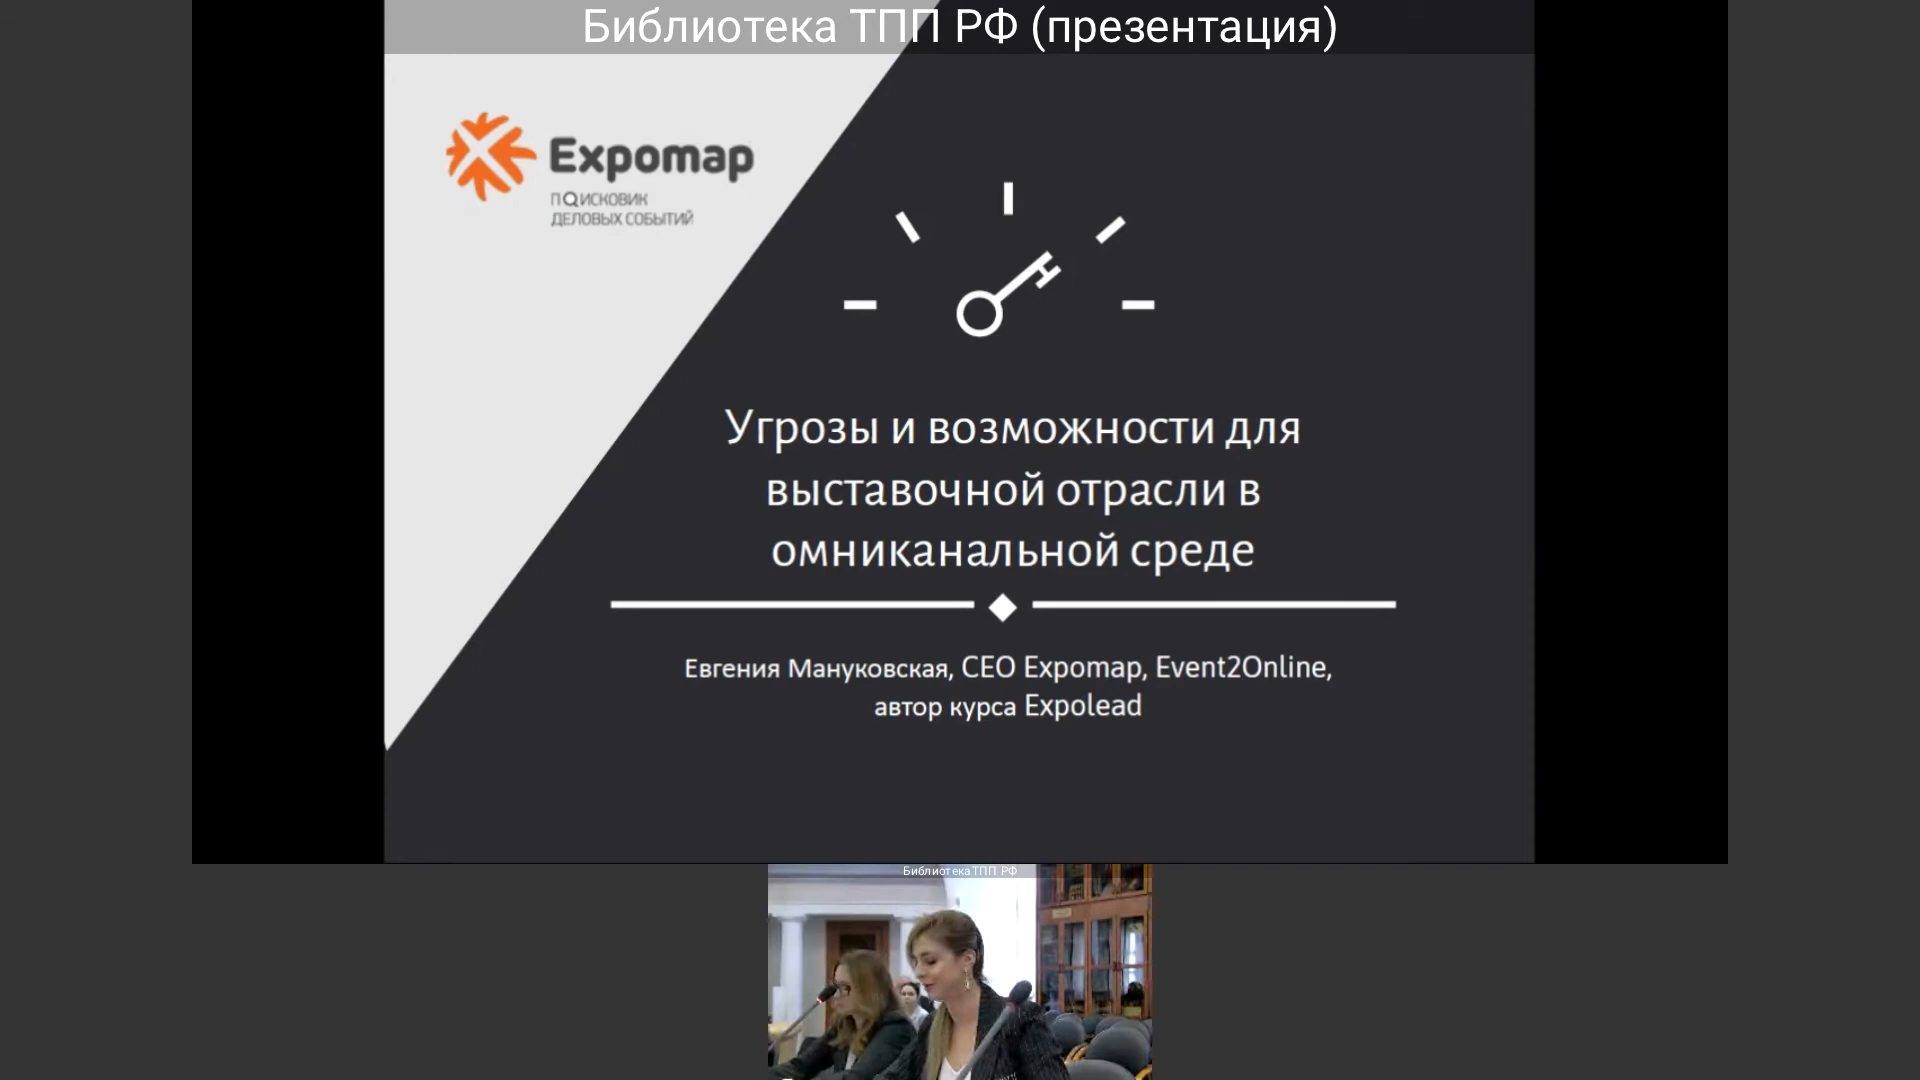 Библиотека ТПП РФ (презентация)
Expomap
ПОИСКОВИК
ДЕЛОВЫХ СОБЫТИЙ
Угрозы и возможности для
выставочной отрасли в
омниканальной среде
Евгения Мануковская, CEO Expomap, Event2Online,
автор курса Expolead
Библиотека ТПП РФ